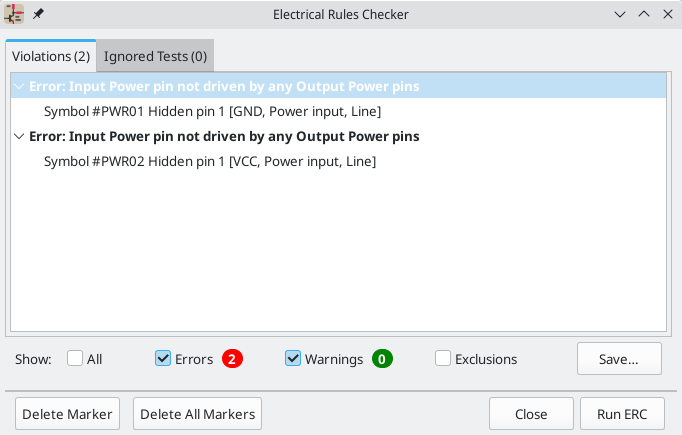 Electrical Rules Checker
Violations (2) Ignored Tests (0)
Error: Input Power pin not driven by any Output Power pins
Symbol #PWR01 Hidden pin 1 [GND, Power input, Line]
Error: Input Power pin not driven by any Output Power pins
Symbol #PWR02 Hidden pin 1 [VCC, Power input, Line]
Show: All Errors 2 Warnings 0 Exclusions Save...
Delete Marker Delete All Markers Close Run ERC